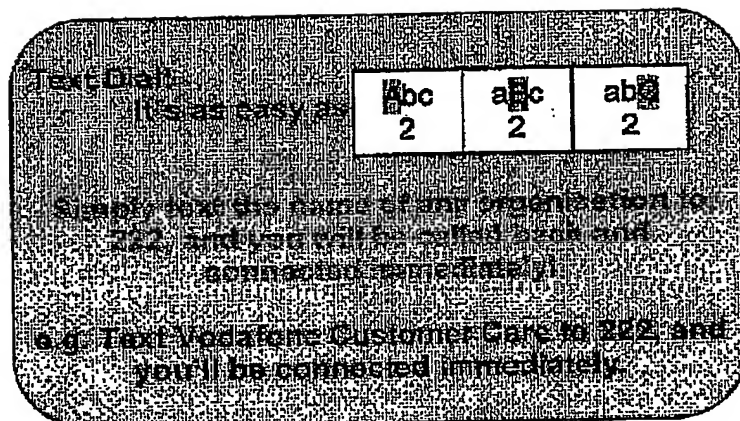 Text Dial!
It's as easy as
Abc aBc abC
2 2 2
Simply text the name of any organization to
222, and you will be called back and
connected immediately!
e.g. Text Vodafone Customer Care to 222, and
you'll be connected immediately.